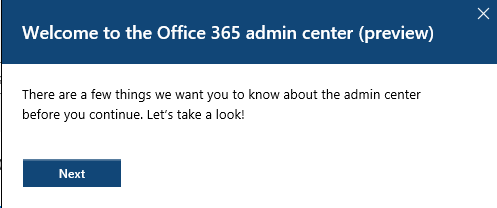 Welcome to the Office 365 admin center (preview)
There are a few things we want you to know about the admin center
before you continue. Let's take a look!
Next